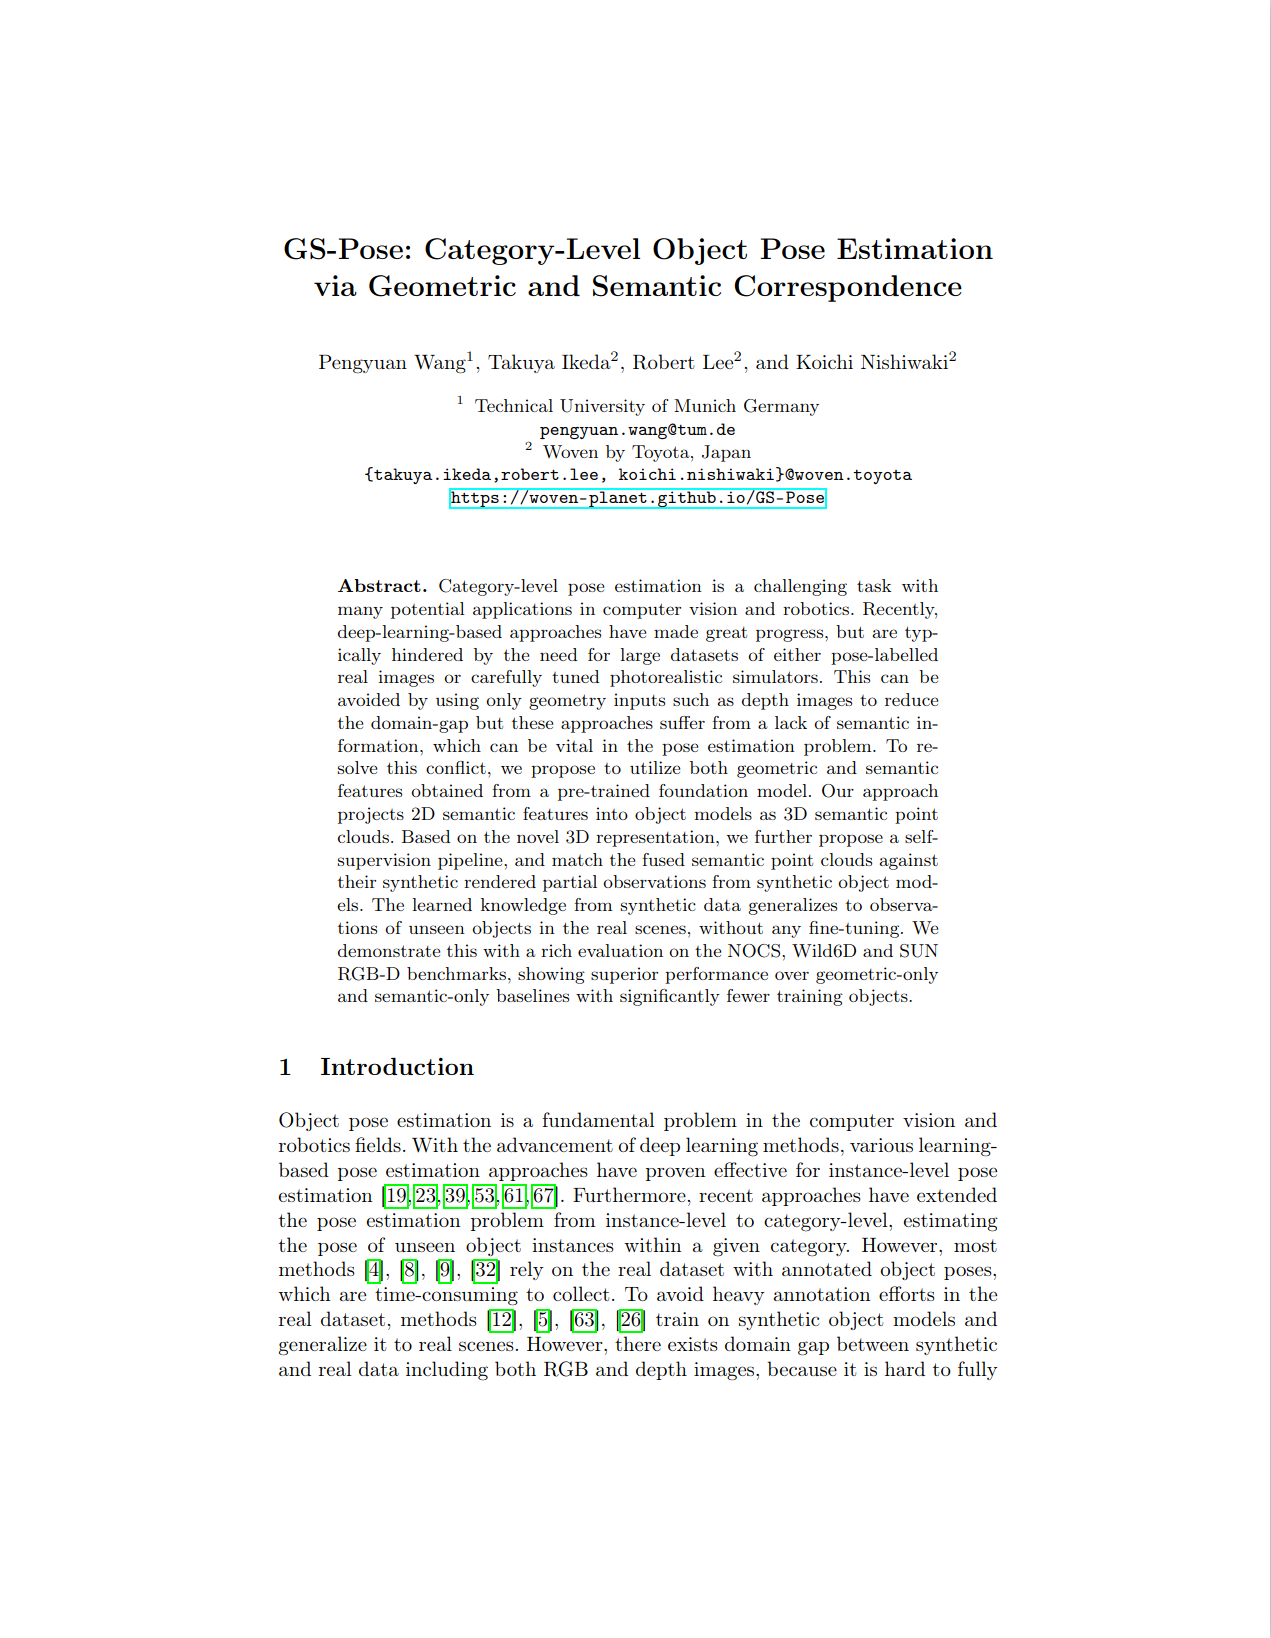 GS-Pose: Category-Level Object Pose Estimation
via Geometric and Semantic Correspondence
Pengyuan Wang1, Takuya Ikeda2, Robert Lee2, and Koichi Nishiwaki2
1 Technical University of Munich Germany
pengyuan.wang@tum.de
2 Woven by Toyota, Japan
{takuya.ikeda,robert.lee, koichi.nishiwaki}@woven.toyota
https://woven-planet.github.io/GS-Pose
Abstract. Category-level pose estimation is a challenging task with
many potential applications in computer vision and robotics. Recently,
deep-learning-based approaches have made great progress, but are typ-
ically hindered by the need for large datasets of either pose-labelled
real images or carefully tuned photorealistic simulators. This can be
avoided by using only geometry inputs such as depth images to reduce
the domain-gap but these approaches suffer from a lack of semantic in-
formation, which can be vital in the pose estimation problem. To re-
solve this conflict, we propose to utilize both geometric and semantic
features obtained from a pre-trained foundation model. Our approach
projects 2D semantic features into object models as 3D semantic point
clouds. Based on the novel 3D representation, we further propose a self-
supervision pipeline, and match the fused semantic point clouds against
their synthetic rendered partial observations from synthetic object mod-
els. The learned knowledge from synthetic data generalizes to observa-
tions of unseen objects in the real scenes, without any fine-tuning. We
demonstrate this with a rich evaluation on the NOCS, Wild6D and SUN
RGB-D benchmarks, showing superior performance over geometric-only
and semantic-only baselines with significantly fewer training objects.
1 Introduction
Object pose estimation is a fundamental problem in the computer vision and
robotics fields. With the advancement of deep learning methods, various learning-
based pose estimation approaches have proven effective for instance-level pose
estimation [19,23,39,53,61,67]. Furthermore, recent approaches have extended
the pose estimation problem from instance-level to category-level, estimating
the pose of unseen object instances within a given category. However, most
methods [4], [8], [9], [32] rely on the real dataset with annotated object poses,
which are time-consuming to collect. To avoid heavy annotation efforts in the
real dataset, methods [12], [5], [63], [26] train on synthetic object models and
generalize it to real scenes. However, there exists domain gap between synthetic
and real data including both RGB and depth images, because it is hard to fully